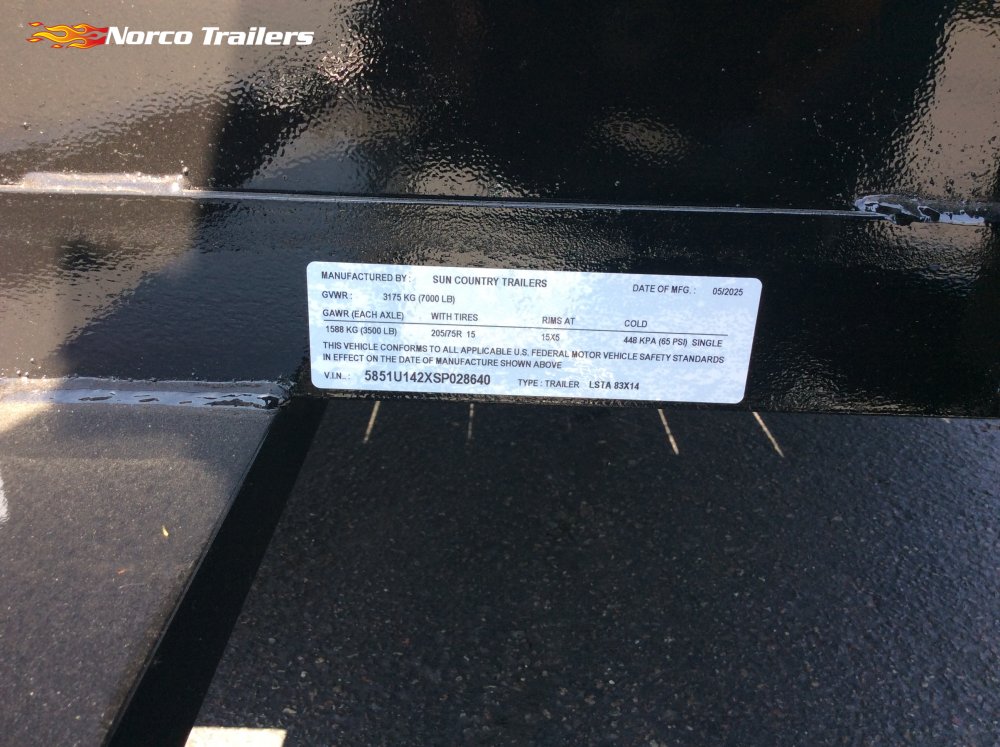 Norco Trailers
MANUFACTURED BY : SUN COUNTRY TRAILERS DATE OF MFG. : 05/2025
GVWR : 3175 KG (7000 LB)
GAWR (EACH AXLE) WITH TIRES RIMS AT COLD
1588 KG (3500 LB) 205/75R 15 15X5 448 KPA (65 PSI) SINGLE
THIS VEHICLE CONFORMS TO ALL APPLICABLE U.S. FEDERAL MOTOR VEHICLE SAFETY STANDARDS
IN EFFECT ON THE DATE OF MANUFACTURE SHOWN ABOVE
V.I.N.. : 5851U142XSP028640 TYPE : TRAILER LSTA 83X14